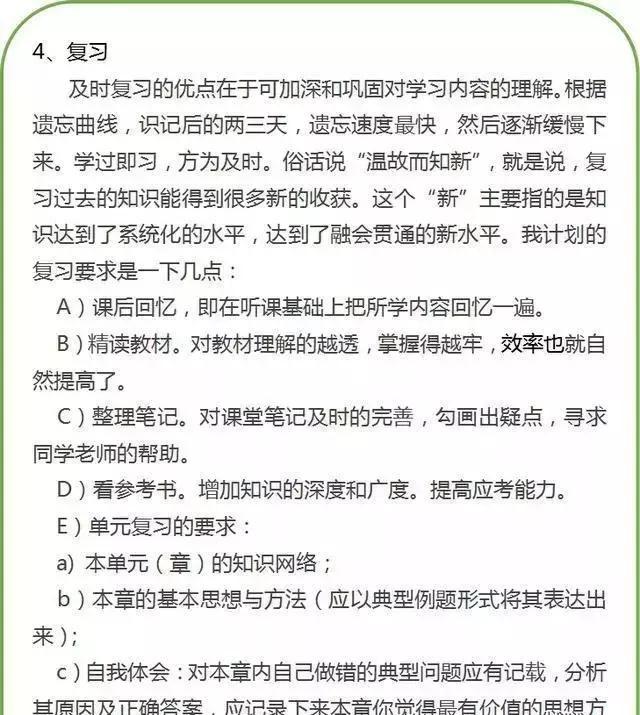 4、复习
及时复习的优点在于可加深和巩固对学习内容的理解。根据
遗忘曲线，识记后的两三天，遗忘速度最快，然后逐渐缓慢下
来。学过即习，方为及时。俗话说“温故而知新”，就是说，复
习过去的知识能得到很多新的收获。这个“新”主要指的是知
识达到了系统化的水平，达到了融会贯通的新水平。我计划的
复习要求是一下几点：
A）课后回忆，即在听课基础上把所学内容回忆一遍。
B）精读教材。对教材理解的越透，掌握得越牢，效率也就自
然提高了。
C）整理笔记。对课堂笔记及时的完善，勾画出疑点，寻求
同学老师的帮助。
D）看参考书。增加知识的深度和广度。提高应考能力。
E）单元复习的要求：
a）本单元（章）的知识网络；
b）本章的基本思想与方法（应以典型例题形式将其表达出
来）；
c）自我体会：对本章内自己做错的典型问题应有记载，分析
其原因及正确答案，应记录下来本章你觉得最有价值的思想方